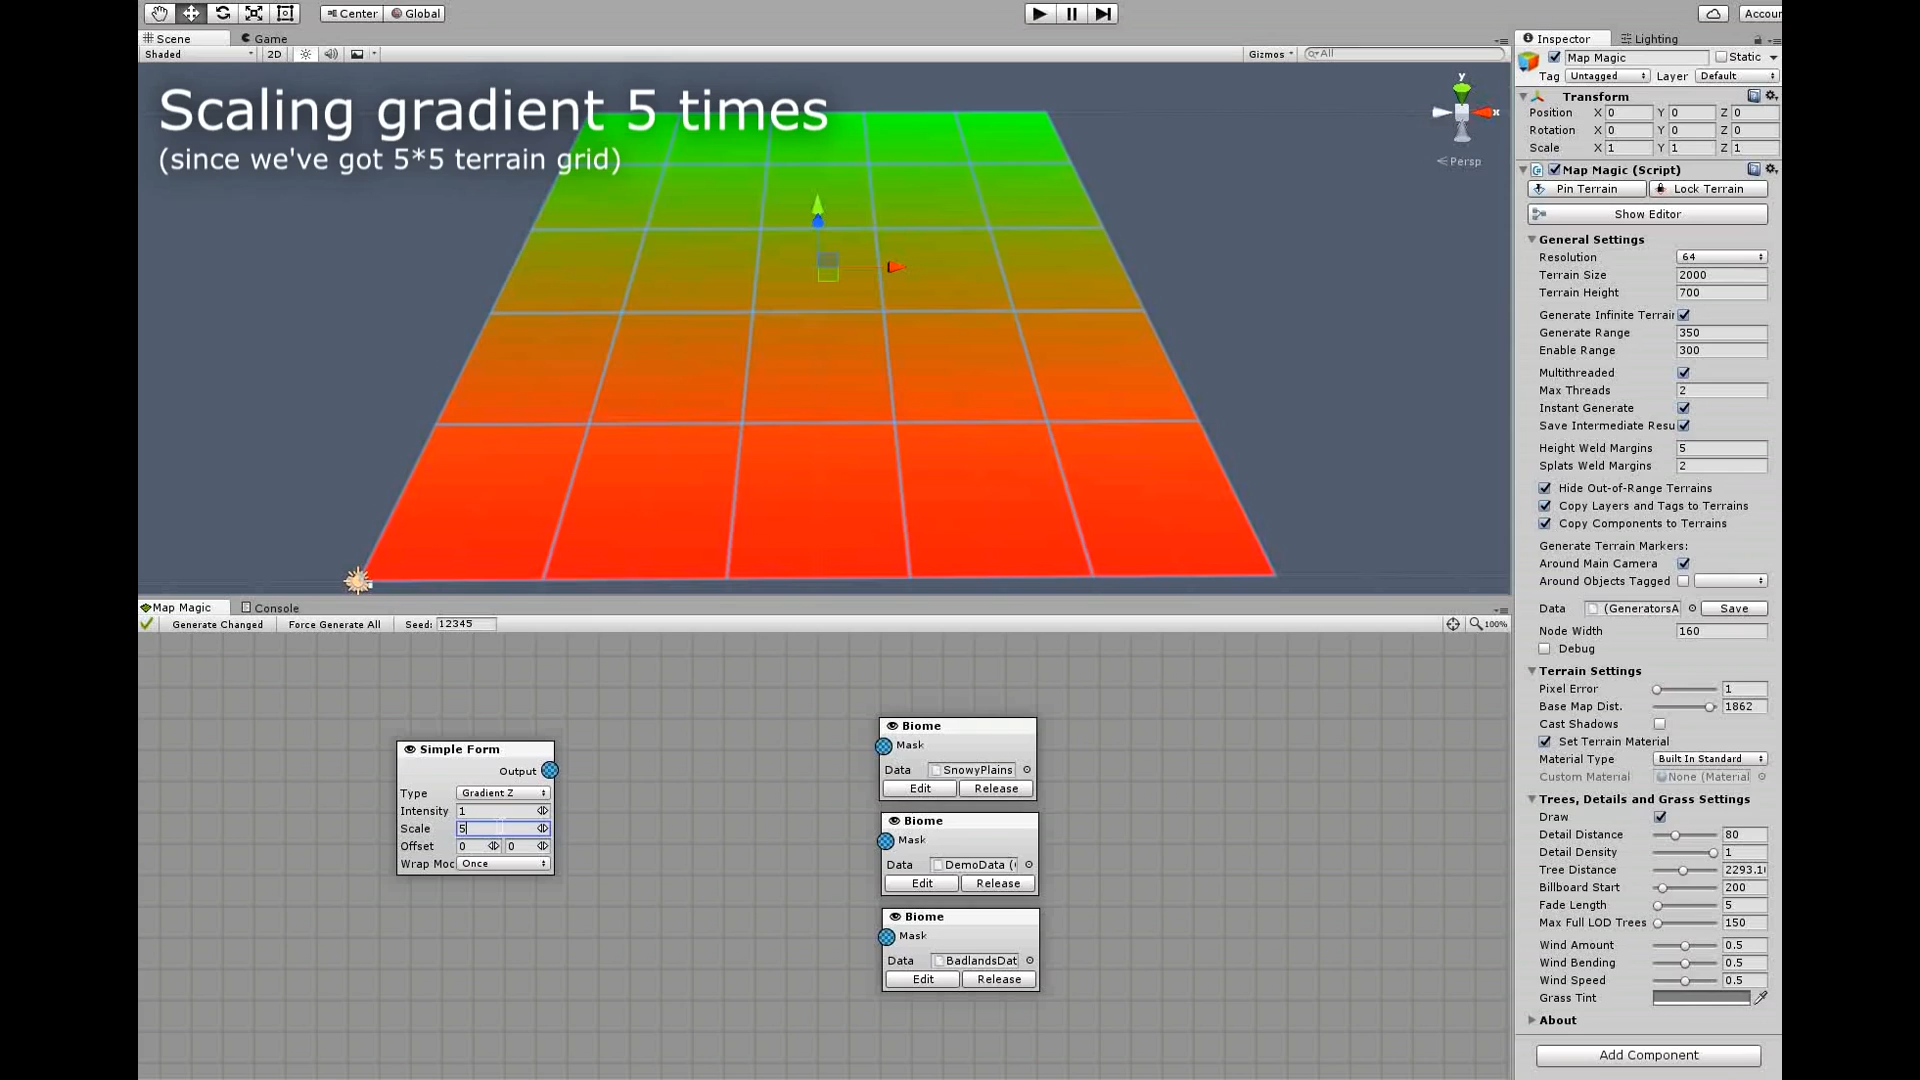 Center Global
Accour
Scene Game
Shaded 2D Gizmos All
Scaling gradient 5 times
(since we've got 5*5 terrain grid)
y
x
Persp
Map Magic Console
Generate Changed Force Generate All Seed: 12345
100%
Simple Form
Output
Type Gradient Z
Intensity 1
Scale 5
Offset 0 0
Wrap Moc Once
Biome
Mask
Data SnowyPlains
Edit Release
Biome
Mask
Data DemoData (
Edit Release
Biome
Mask
Data BadlandsDat
Edit Release
Inspector Lighting
Map Magic Static
Tag Untagged Layer Default
Transform
Position X 0 Y 0 Z 0
Rotation X 0 Y 0 Z 0
Scale X 1 Y 1 Z 1
Map Magic (Script)
Pin Terrain Lock Terrain
Show Editor
General Settings
Resolution 64
Terrain Size 2000
Terrain Height 700
Generate Infinite Terrair
Generate Range 350
Enable Range 300
Multithreaded
Max Threads 2
Instant Generate
Save Intermediate Resu
Height Weld Margins 5
Splats Weld Margins 2
Hide Out-of-Range Terrains
Copy Layers and Tags to Terrains
Copy Components to Terrains
Generate Terrain Markers:
Around Main Camera
Around Objects Tagged
Data (GeneratorsA Save
Node Width 160
Debug
Terrain Settings
Pixel Error 1
Base Map Dist. 1862
Cast Shadows
Set Terrain Material
Material Type Built In Standard
Custom Material None (Material
Trees, Details and Grass Settings
Draw
Detail Distance 80
Detail Density 1
Tree Distance 2293.1
Billboard Start 200
Fade Length 5
Max Full LOD Trees 150
Wind Amount 0.5
Wind Bending 0.5
Wind Speed 0.5
Grass Tint
About
Add Component